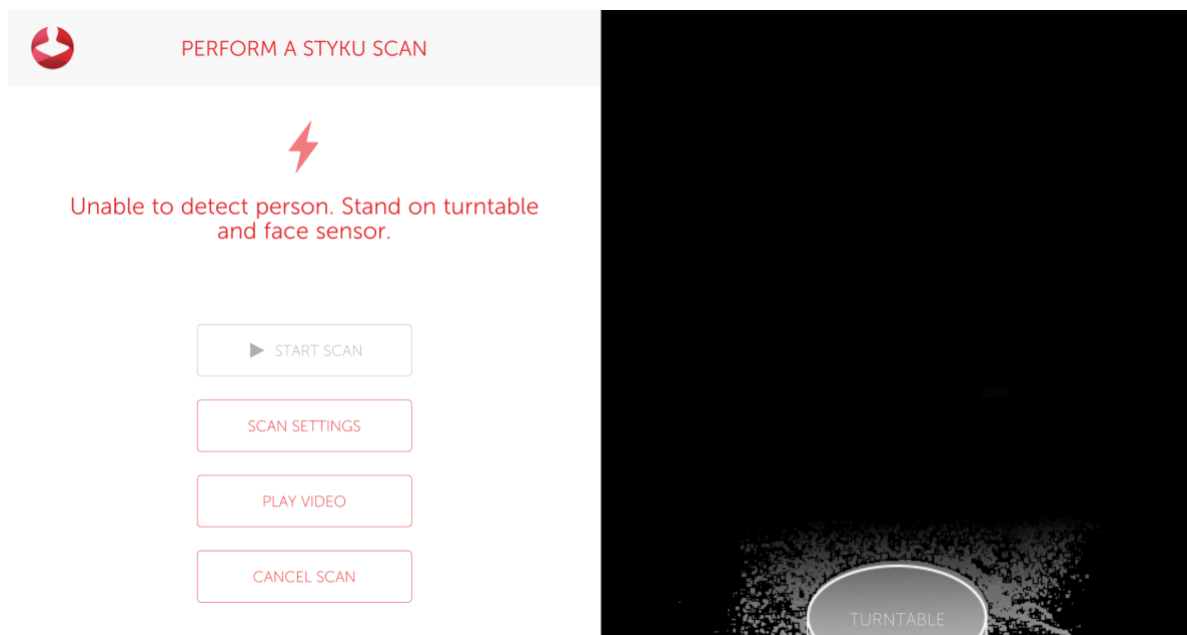 PERFORM A STYKU SCAN
Unable to detect person. Stand on turntable
and face sensor.
START SCAN
SCAN SETTINGS
PLAY VIDEO
CANCEL SCAN
TURNTABLE